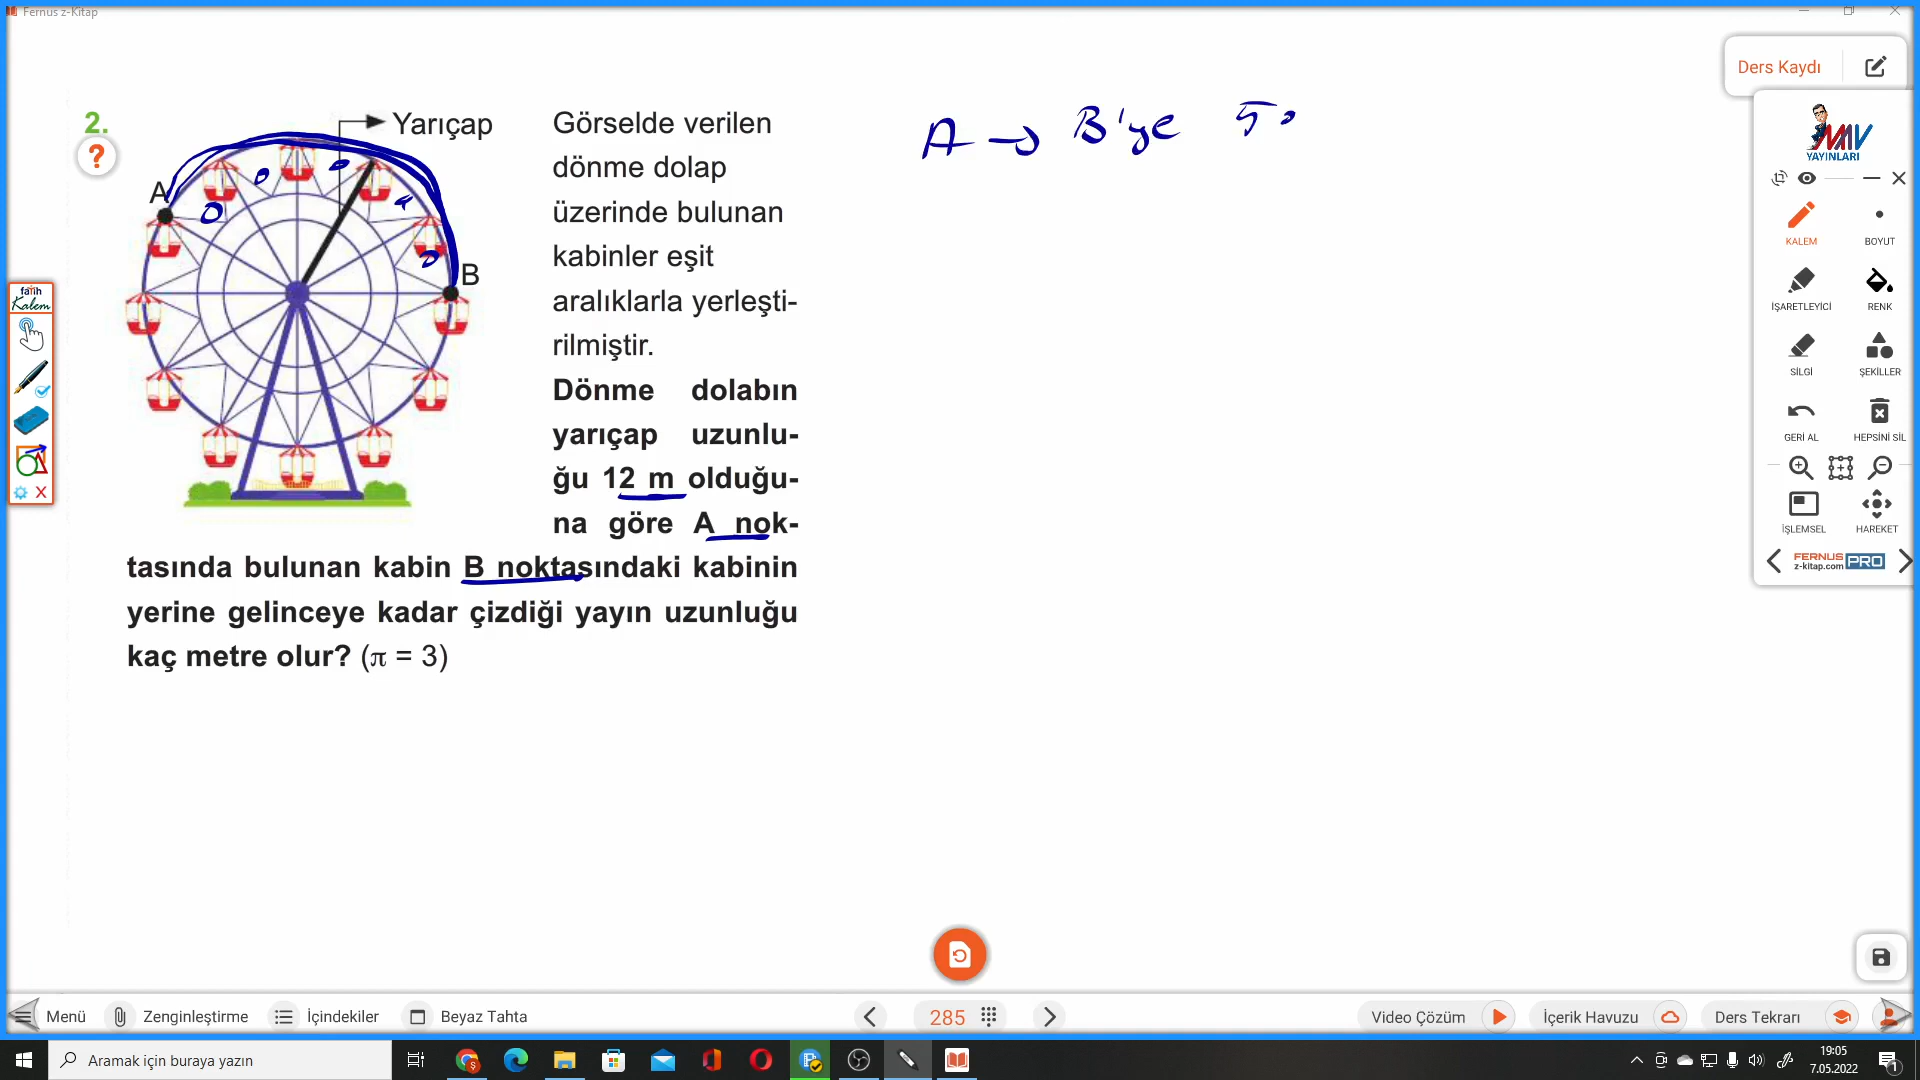 Fernus z-Kitap
Ders Kaydı
2.
?
Yarıçap
A
B
Görselde verilen
dönme dolap
üzerinde bulunan
kabinler eşit
aralıklarla yerleşti-
rilmiştir.
Dönme dolabın
yarıçap uzunlu-
ğu 12 m olduğu-
na göre A nok-
tasında bulunan kabin B noktasındaki kabinin
yerine gelinceye kadar çizdiği yayın uzunluğu
kaç metre olur? (π = 3)
A → B'ye 5
fatih
Kalem
MAV
YAYINLARI
KALEM
BOYUT
İŞARETLEYİCİ
RENK
SİLGİ
ŞEKİLLER
GERİ AL
HEPSİNİ SİL
İŞLEMSEL
HAREKET
FERNUS
z-kitap.com PRO
Menü
Zenginleştirme
İçindekiler
Beyaz Tahta
285
Video Çözüm
İçerik Havuzu
Ders Tekrarı
Aramak için buraya yazın
19:05
7.05.2022
1